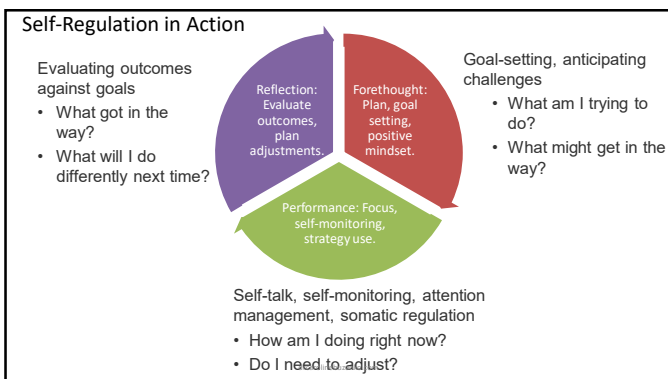 Self-Regulation in Action
Evaluating outcomes
against goals
• What got in the
way?
• What will I do
differently next time?
Reflection:
Evaluate
outcomes,
plan
adjustments.
Forethought:
Plan, goal
setting,
positive
mindset.
Goal-setting, anticipating
challenges
• What am I trying to
do?
• What might get in the
way?
Performance: Focus,
self-monitoring,
strategy use.
Self-talk, self-monitoring, attention
management, somatic regulation
• How am I doing right now?
• Do I need to adjust?